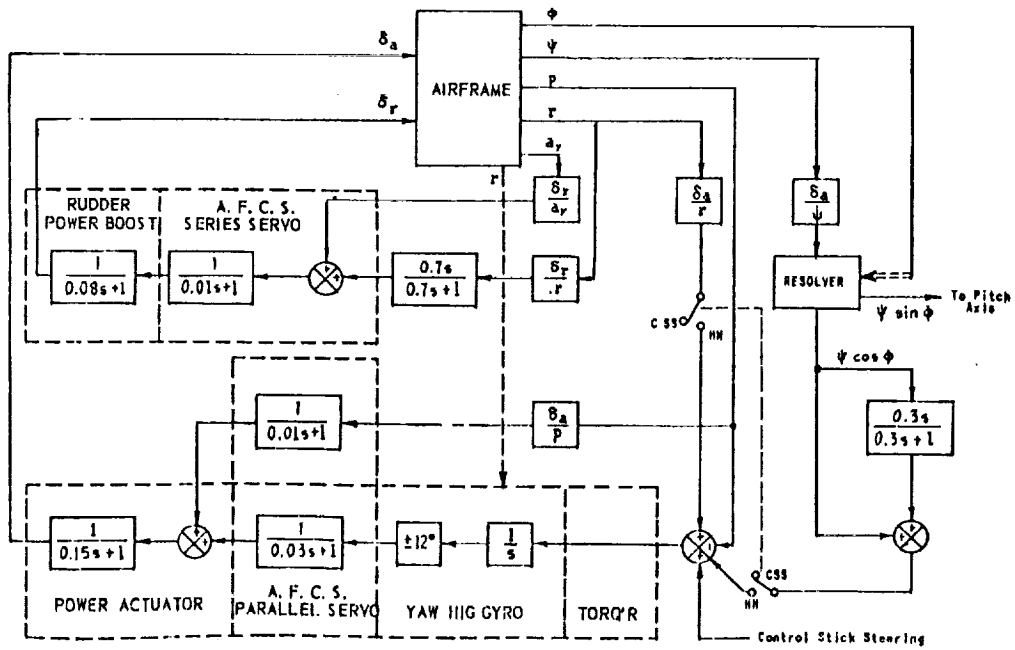 ϕ
δa
ψ
AIRFRAME
p
δr
r
ay
r
δr
ay
δa
r
δa
ψ
RUDDER
POWER BOOST
A. F. C. S.
SERIES SERVO
1
0.08s+1
1
0.01s+1
+
+
0.7s
0.7s+1
δr
.r
RESOLVER
To Pitch
Axis
ψ sin ϕ
CSS
HH
ψ cos ϕ
1
0.01s+1
δa
p
0.3s
0.3s+1
1
0.15s+1
+
+
1
0.03s+1
±12°
1
s
+
+
+
+
CSS
HH
POWER ACTUATOR
A. F. C. S.
PARALLEL SERVO
YAW HIG GYRO
TORQ'R
Control Stick Steering